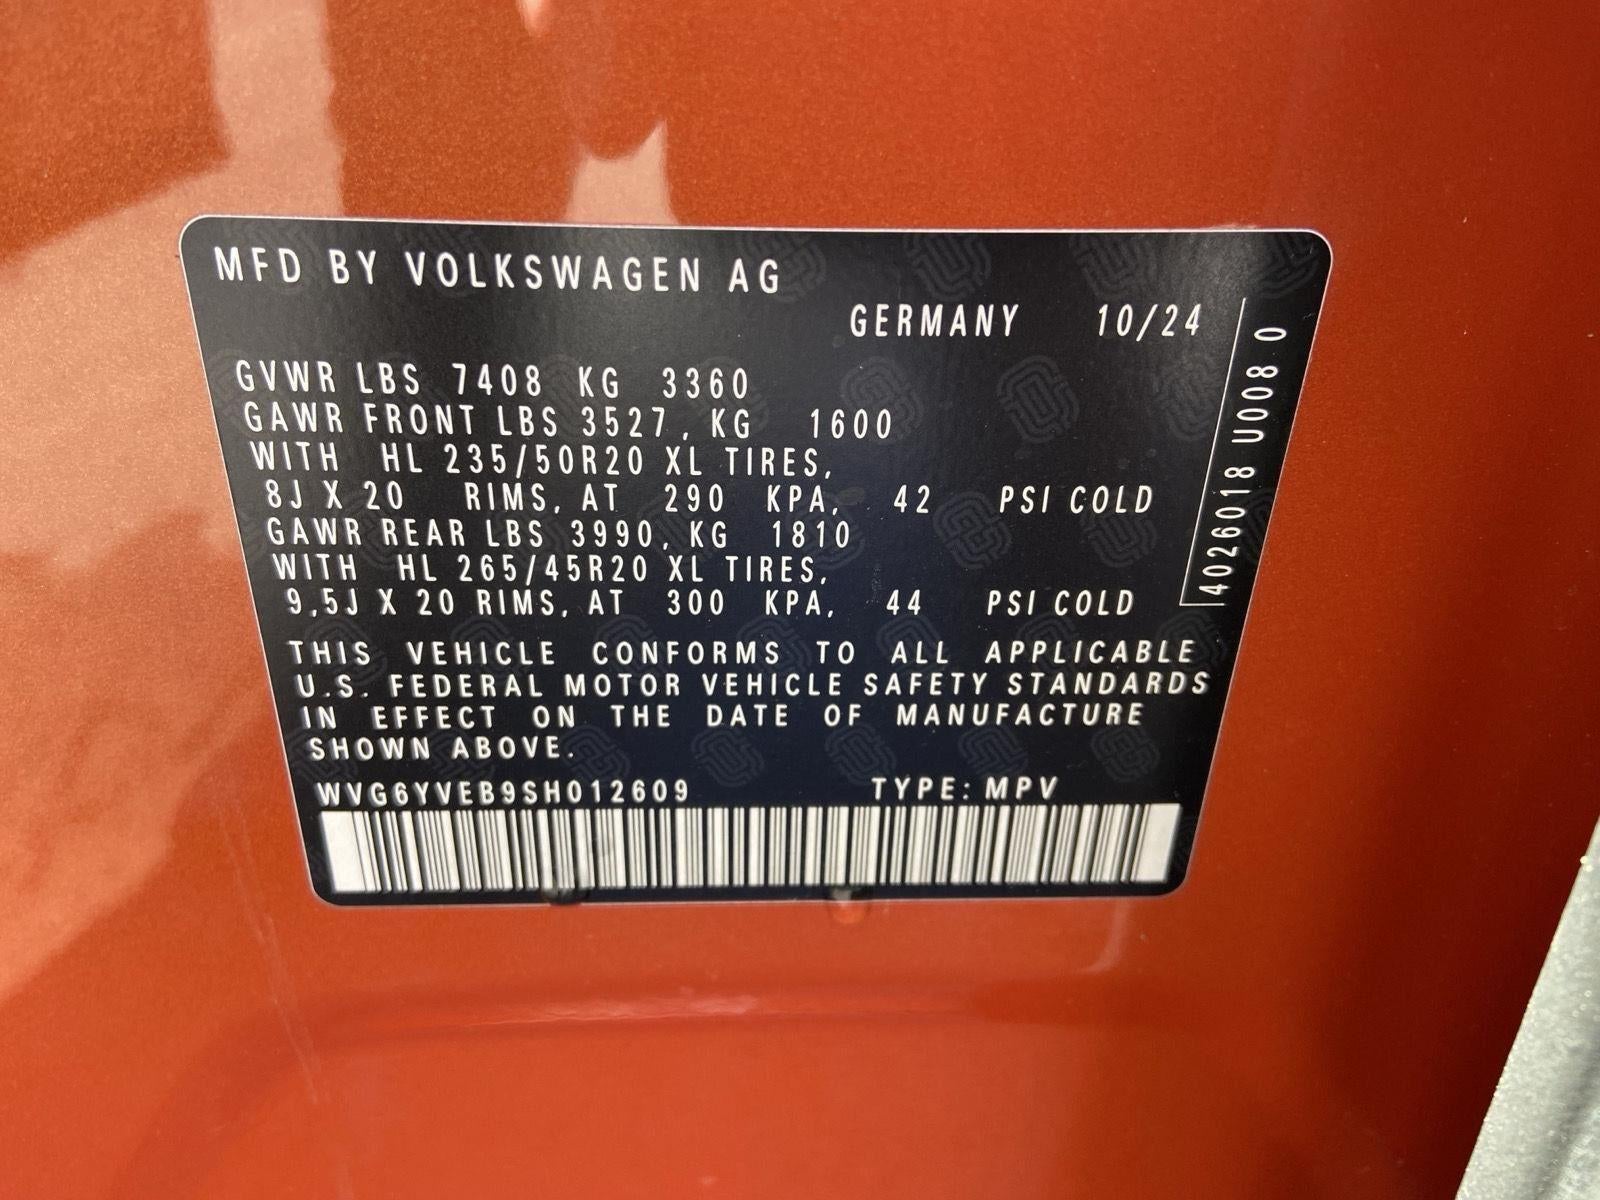 MFD BY VOLKSWAGEN AG
GERMANY 10/24
GVWR LBS 7408 KG 3360
GAWR FRONT LBS 3527, KG 1600
WITH HL 235/50R20 XL TIRES,
8J X 20 RIMS, AT 290 KPA, 42 PSI COLD
GAWR REAR LBS 3990, KG 1810
WITH HL 265/45R20 XL TIRES,
9,5J X 20 RIMS, AT 300 KPA, 44 PSI COLD
THIS VEHICLE CONFORMS TO ALL APPLICABLE
U.S. FEDERAL MOTOR VEHICLE SAFETY STANDARDS
IN EFFECT ON THE DATE OF MANUFACTURE
SHOWN ABOVE.
WVG6YVEB9SH012609 TYPE: MPV
4026018 U008 0